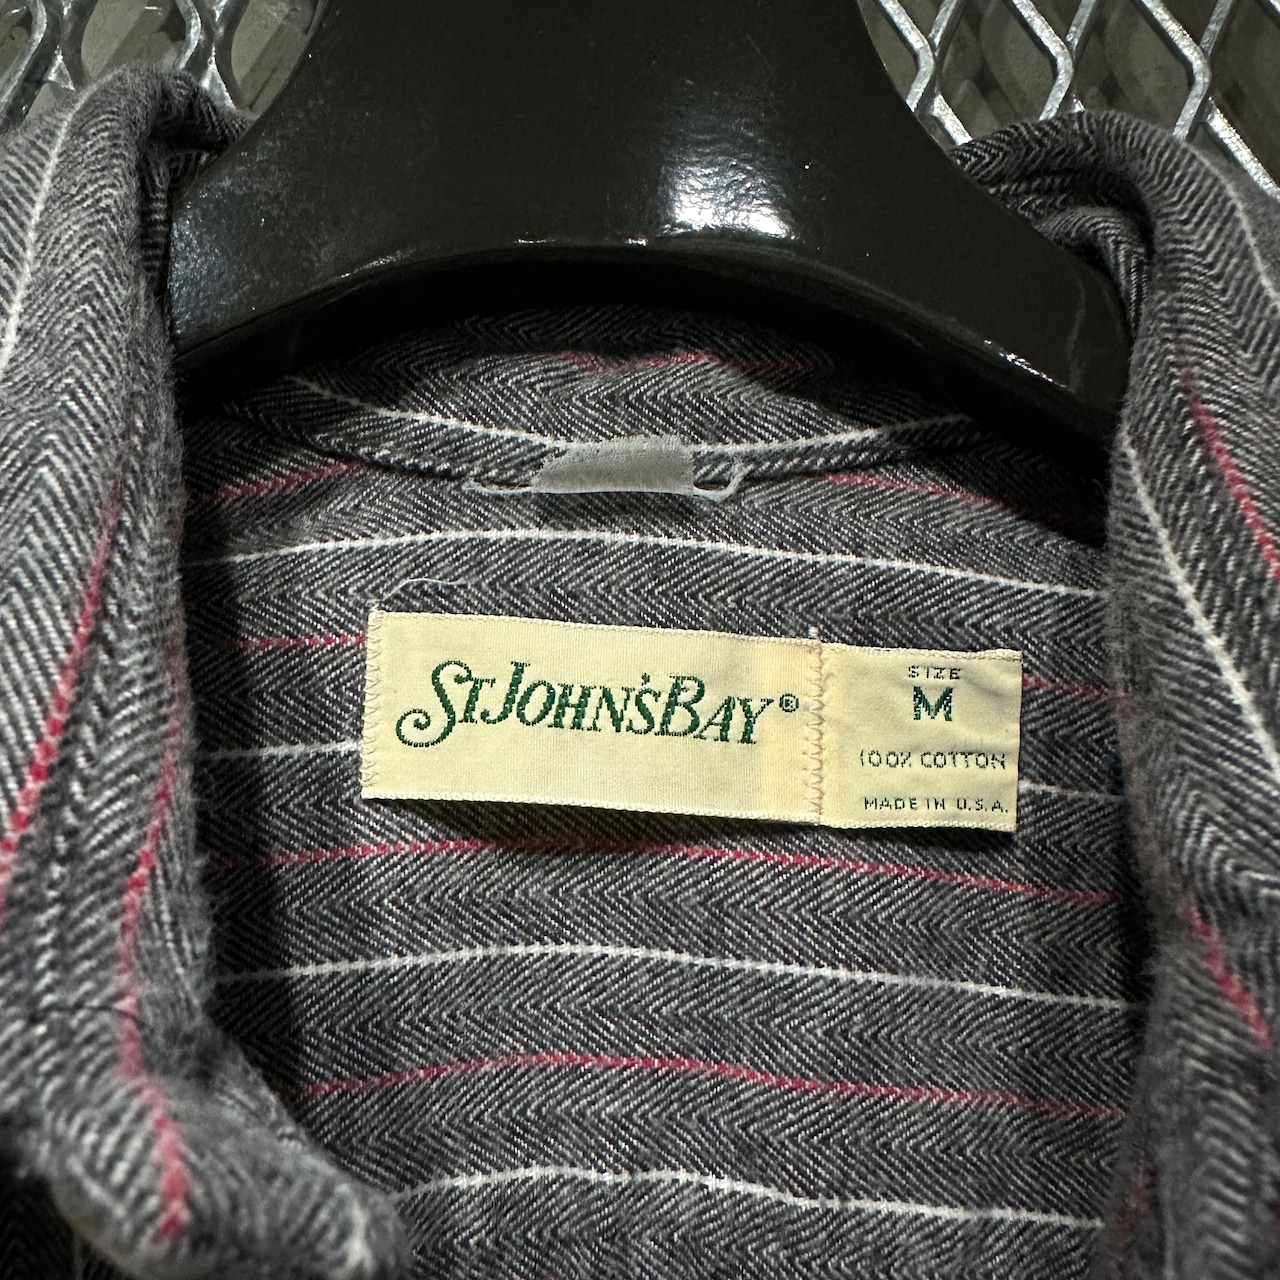 ST. JOHN'S BAY®
SIZE
M
100% COTTON
MADE IN U.S.A.